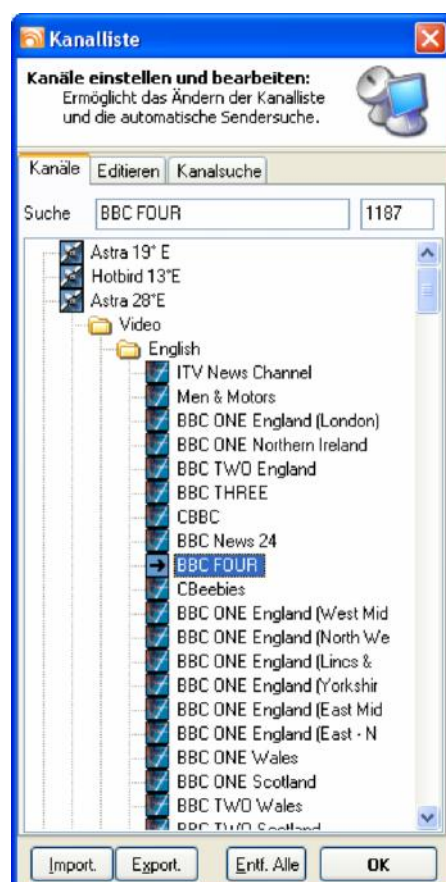 Kanalliste
Kanäle einstellen und bearbeiten:
Ermöglicht das Ändern der Kanalliste
und die automatische Sendersuche.
Kanäle Editieren Kanalsuche
Suche BBC FOUR 1187
Astra 19° E
Hotbird 13°E
Astra 28°E
Video
English
ITV News Channel
Men & Motors
BBC ONE England (London)
BBC ONE Northern Ireland
BBC TWO England
BBC THREE
CBBC
BBC News 24
BBC FOUR
CBeebies
BBC ONE England (West Mid
BBC ONE England (North We
BBC ONE England (Lincs &
BBC ONE England (Yorkshir
BBC ONE England (East Mid
BBC ONE England (East - N
BBC ONE Wales
BBC ONE Scotland
BBC TWO Wales
BBC TWO Scotland
Import. Export. Entf. Alle OK